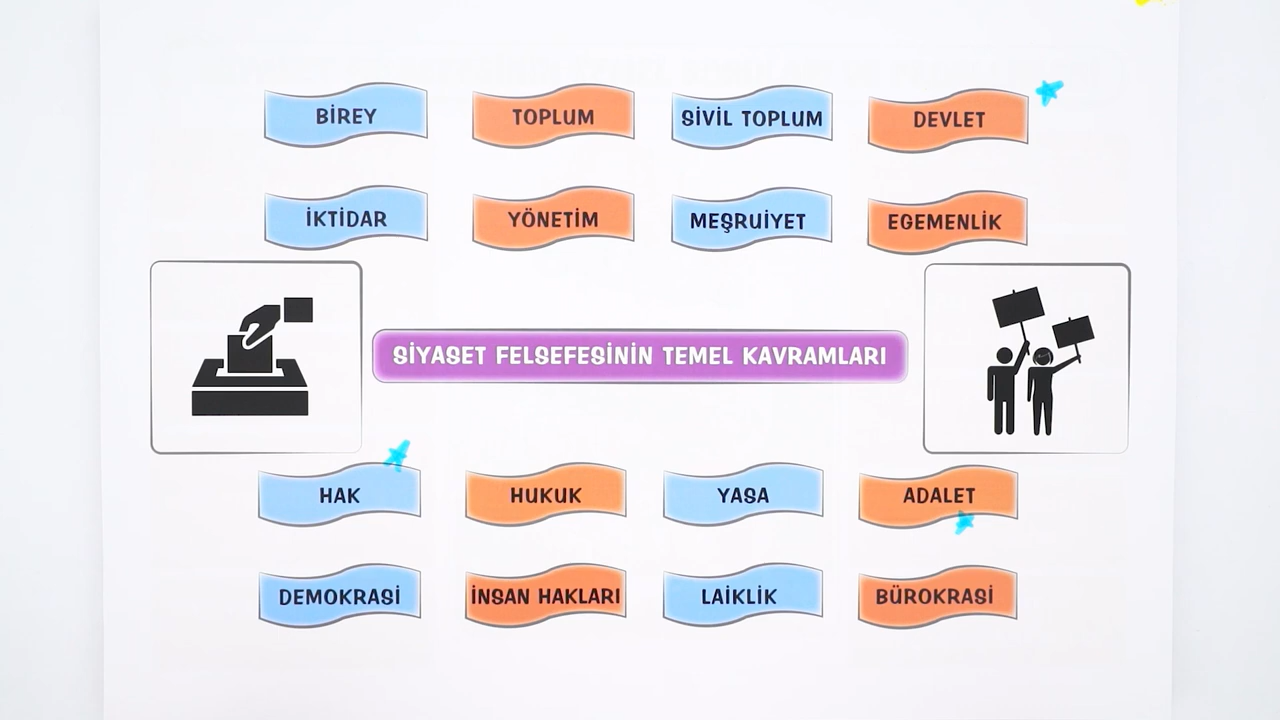 BİREY
TOPLUM
SİVİL TOPLUM
DEVLET
İKTİDAR
YÖNETİM
MEŞRUİYET
EGEMENLİK
SİYASET FELSEFESİNİN TEMEL KAVRAMLARI
HAK
HUKUK
YASA
ADALET
DEMOKRASİ
İNSAN HAKLARI
LAİKLİK
BÜROKRASİ